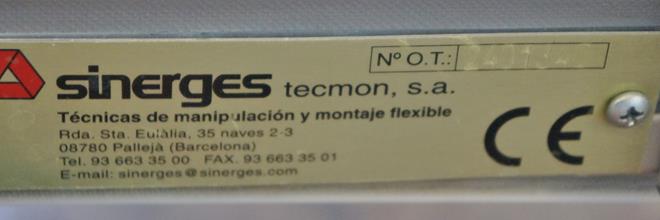 Nº O.T.:
sinerges tecmon, s.a.
Técnicas de manipulación y montaje flexible
Rda. Sta. Eulàlia, 35 naves 2-3
08780 Pallejà (Barcelona)
Tel. 93 663 35 00 FAX. 93 663 35 01
E-mail: sinerges@sinerges.com
CE